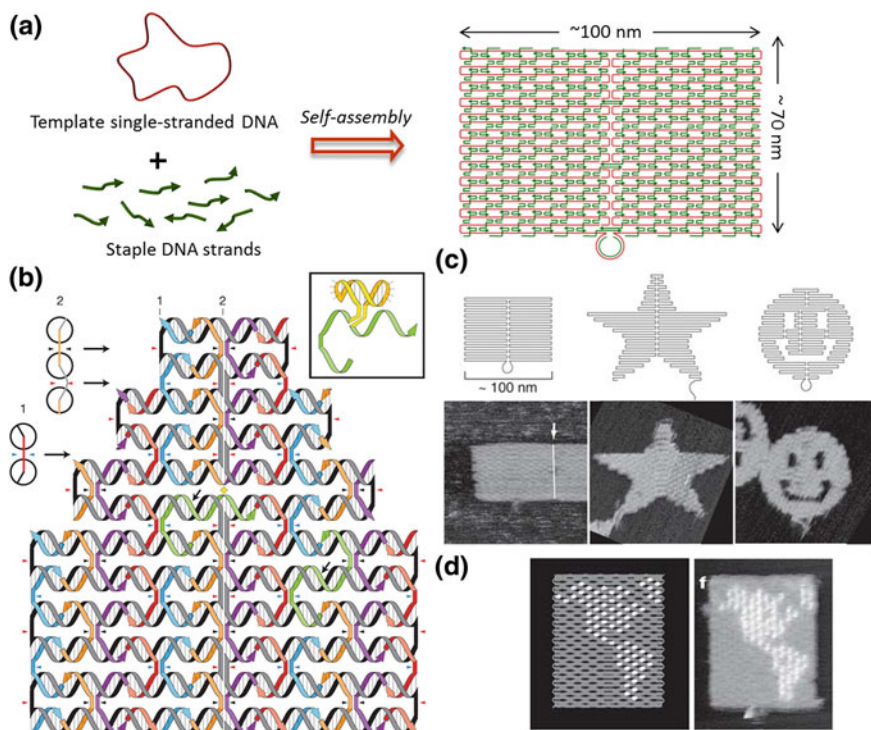 (a)
Template single-stranded DNA
+
Staple DNA strands
Self-assembly
~100 nm
~ 70 nm
(b)
2
1
1
2
(c)
~ 100 nm
(d)
f